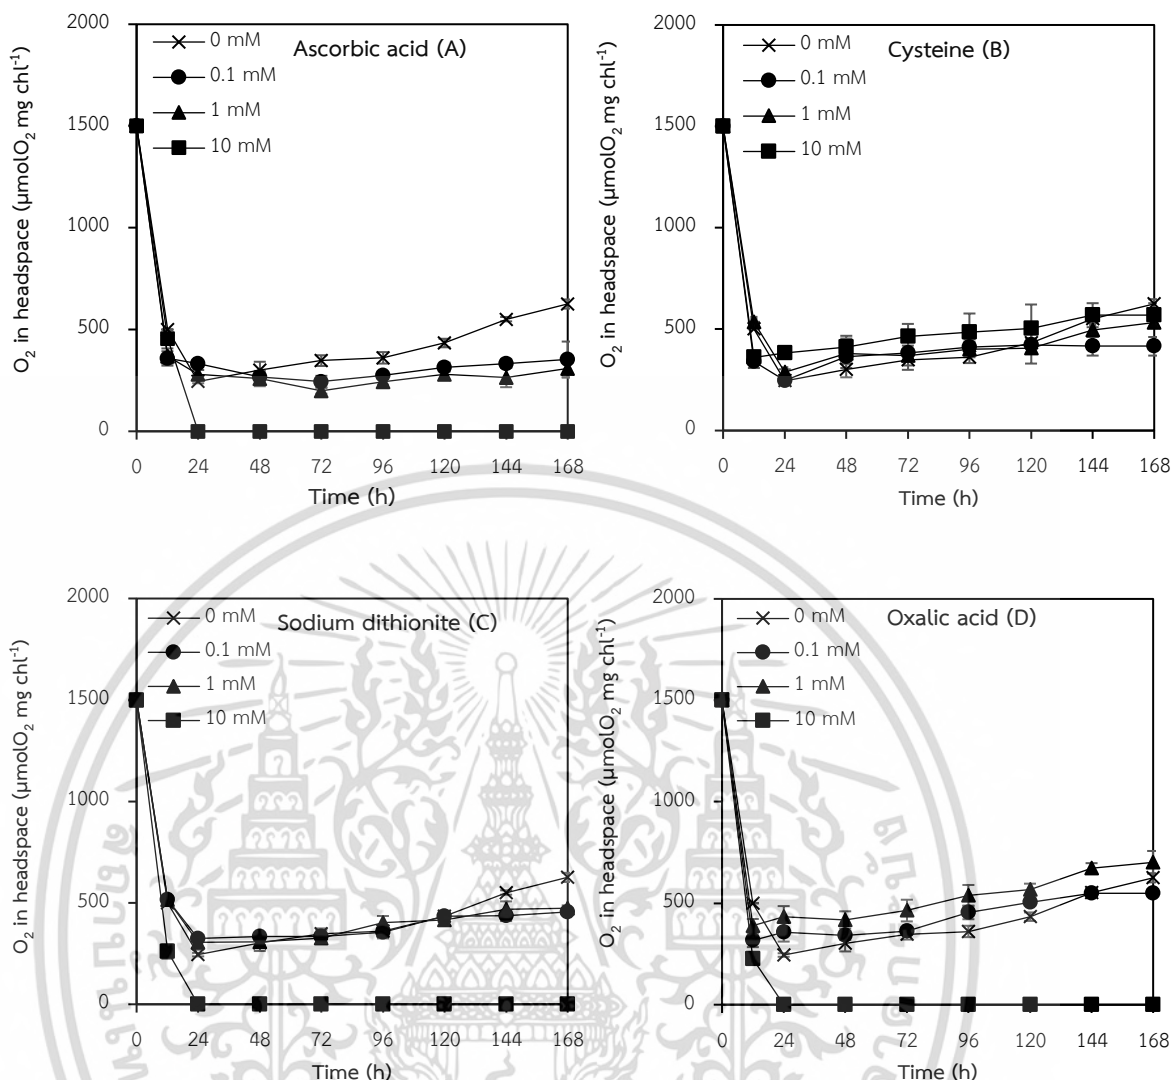 2000
1500
1000
500
0
O₂ in headspace (µmolO₂ mg chl⁻¹)
Ascorbic acid (A)
0 mM
0.1 mM
1 mM
10 mM
0 24 48 72 96 120 144 168
Time (h)
2000
1500
1000
500
0
O₂ in headspace (µmolO₂ mg chl⁻¹)
Cysteine (B)
0 mM
0.1 mM
1 mM
10 mM
0 24 48 72 96 120 144 168
Time (h)
2000
1500
1000
500
0
O₂ in headspace (µmolO₂ mg chl⁻¹)
Sodium dithionite (C)
0 mM
0.1 mM
1 mM
10 mM
0 24 48 72 96 120 144 168
Time (h)
2000
1500
1000
500
0
O₂ in headspace (µmolO₂ mg chl⁻¹)
Oxalic acid (D)
0 mM
0.1 mM
1 mM
10 mM
0 24 48 72 96 120 144 168
Time (h)